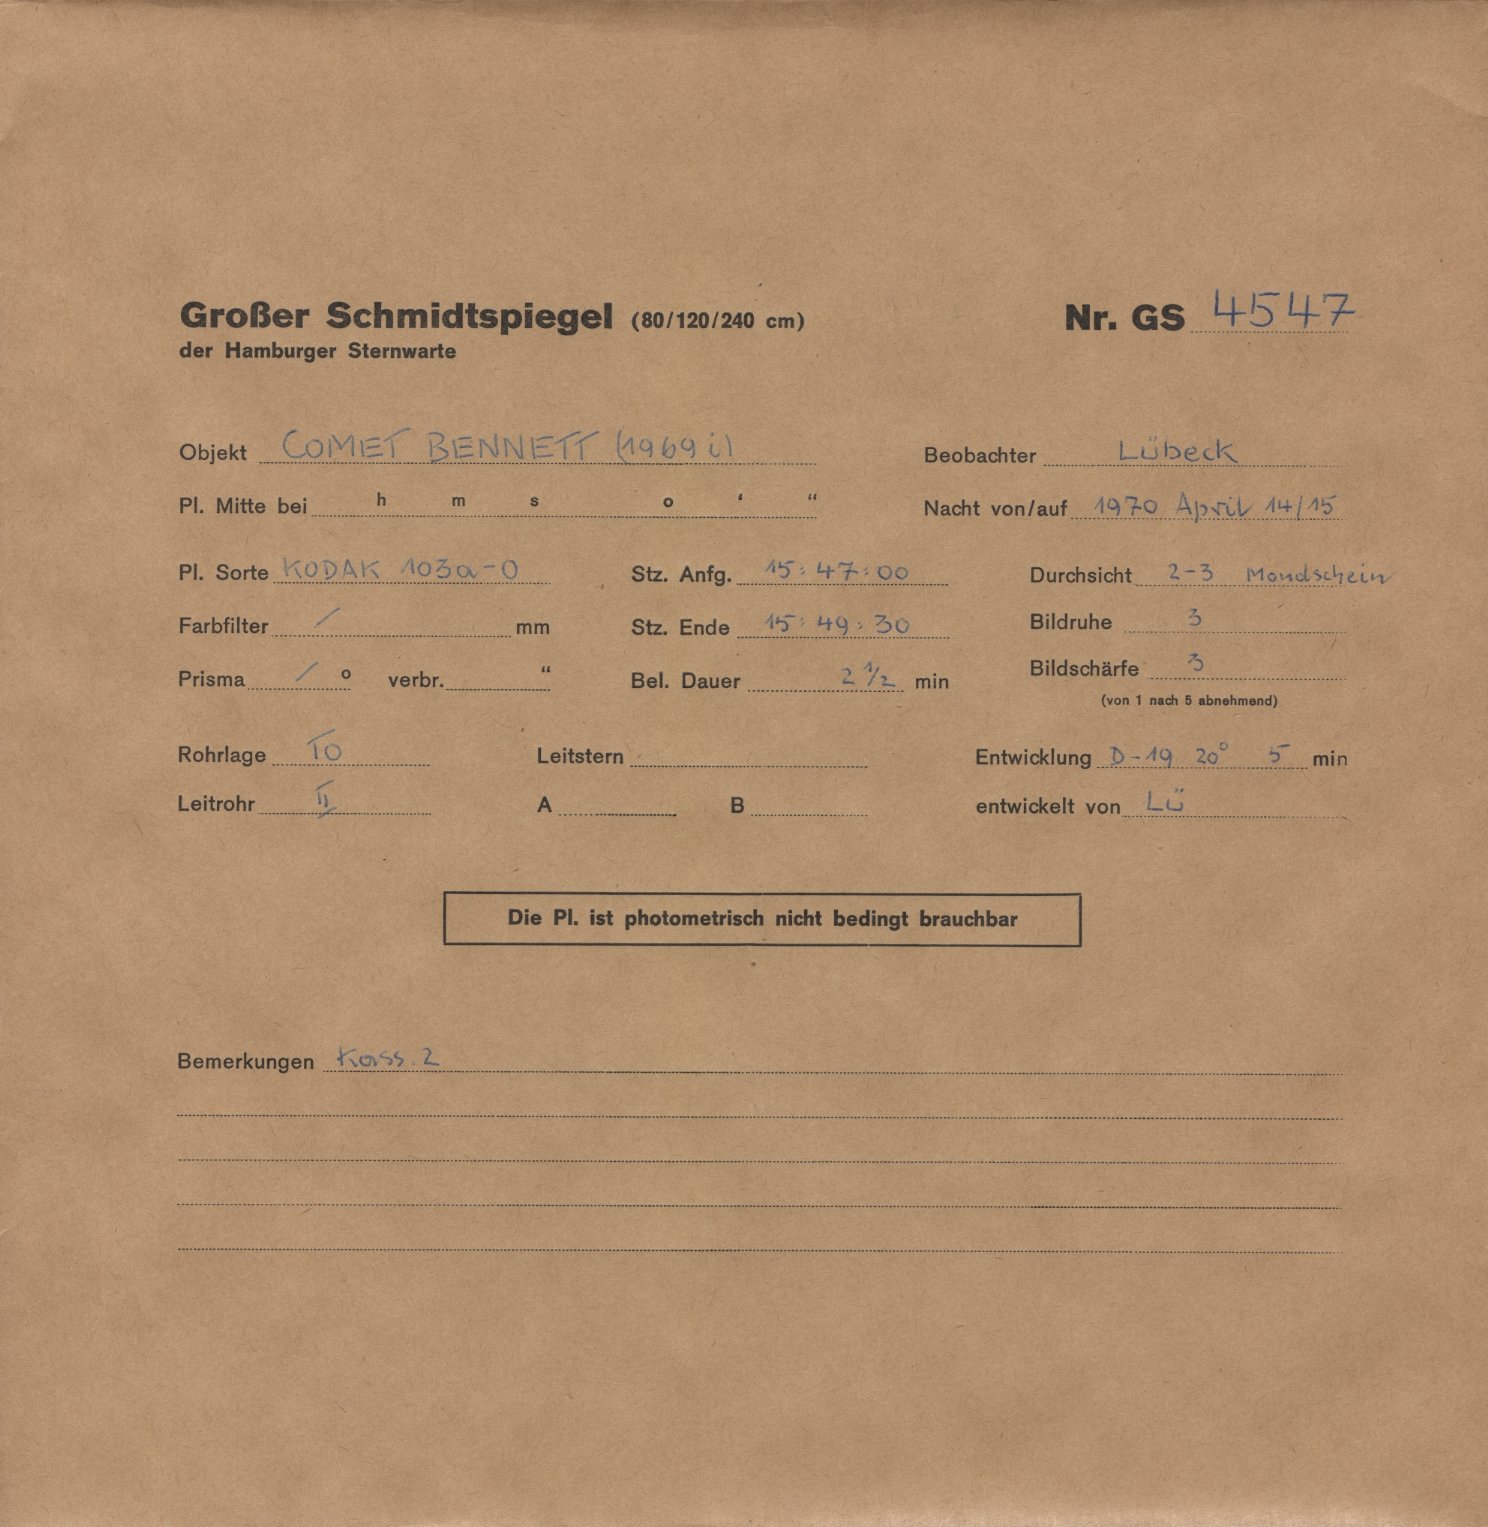 Großer Schmidtspiegel (80/120/240 cm) Nr. GS 4547
der Hamburger Sternwarte
Objekt COMET BENNETT (1969 i) Beobachter Lübeck
Pl. Mitte bei h m s o ‘ “ Nacht von/auf 1970 April 14/15
Pl. Sorte KODAK 103a-O Stz. Anfg. 15:47:00 Durchsicht 2-3 Mondschein
Farbfilter / mm Stz. Ende 15:49:30 Bildruhe 3
Prisma / o verbr. “ Bel. Dauer 2 1/2 min Bildschärfe 3
(von 1 nach 5 abnehmend)
Rohrlage TO Leitstern Entwicklung D-19 20° 5 min
Leitrohr II A B entwickelt von Lü
Die Pl. ist photometrisch nicht bedingt brauchbar
Bemerkungen Kass. 2